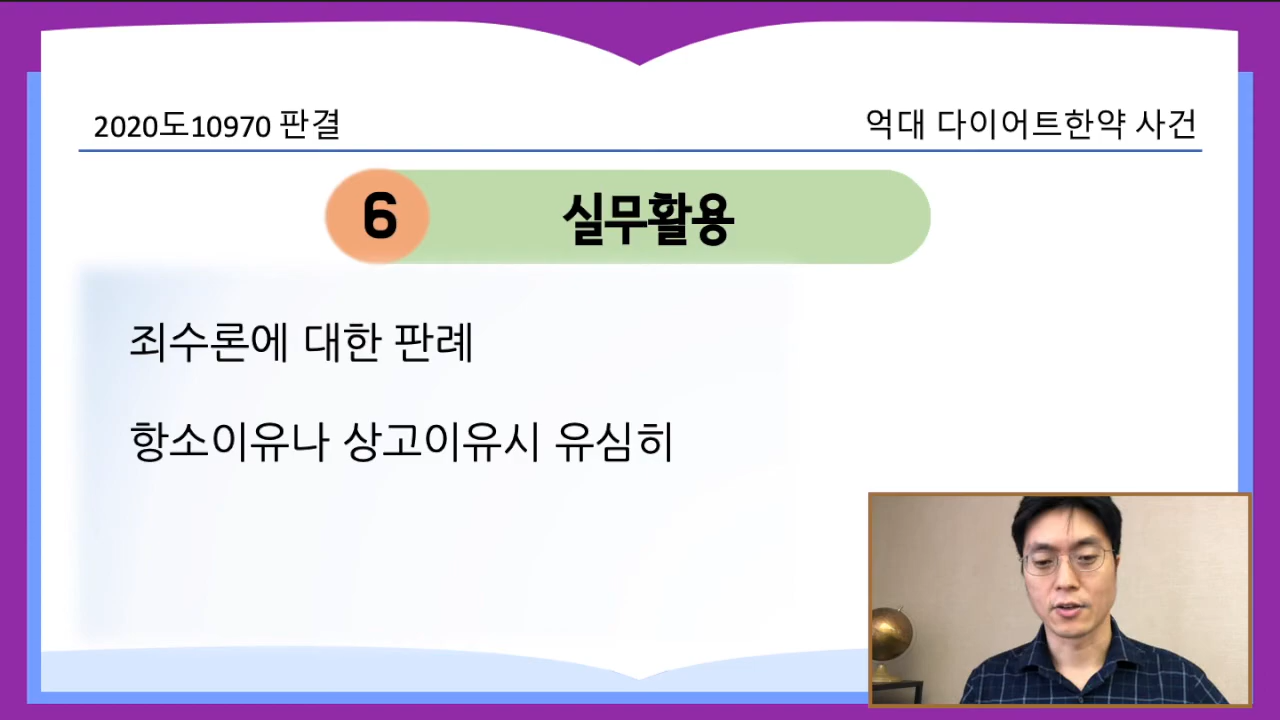 2020도10970 판결
억대 다이어트한약 사건
6
실무활용
죄수론에 대한 판례
항소이유나 상고이유시 유심히